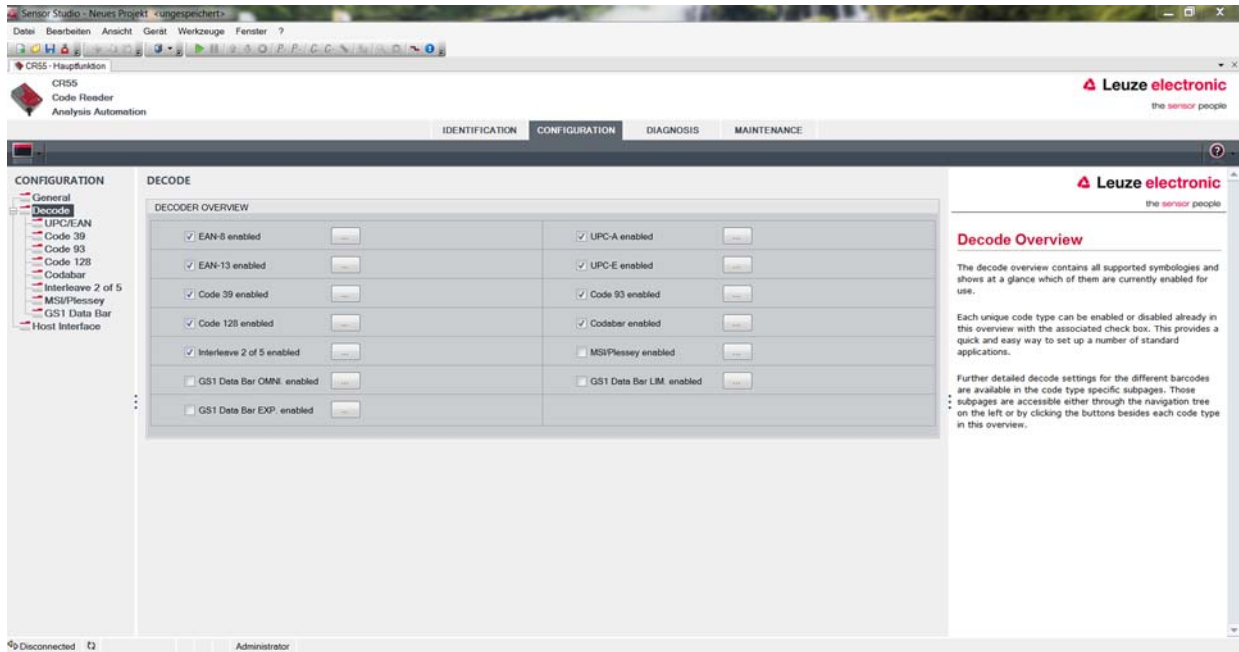 Sensor Studio - Neues Projekt <ungespeichert>
Datei Bearbeiten Ansicht Gerät Werkzeuge Fenster ?
CR55 - Hauptfunktion
CR55
Code Reader
Analysis Automation
Leuze electronic
the sensor people
IDENTIFICATION CONFIGURATION DIAGNOSIS MAINTENANCE
CONFIGURATION
General
Decode
UPC/EAN
Code 39
Code 93
Code 128
Codabar
Interleave 2 of 5
MSI/Plessey
GS1 Data Bar
Host Interface
DECODE
DECODER OVERVIEW
EAN-8 enabled ... UPC-A enabled ...
EAN-13 enabled ... UPC-E enabled ...
Code 39 enabled ... Code 93 enabled ...
Code 128 enabled ... Codabar enabled ...
Interleave 2 of 5 enabled ... MSI/Plessey enabled ...
GS1 Data Bar OMNI. enabled ... GS1 Data Bar LIM. enabled ...
GS1 Data Bar EXP. enabled ...
Leuze electronic
the sensor people
Decode Overview
The decode overview contains all supported symbologies and
shows at a glance which of them are currently enabled for
use.
Each unique code type can be enabled or disabled already in
this overview with the associated check box. This provides a
quick and easy way to set up a number of standard
applications.
Further detailed decode settings for the different barcodes
are available in the code type specific subpages. Those
subpages are accessible either through the navigation tree
on the left or by clicking the buttons besides each code type
in this overview.
Disconnected Administrator